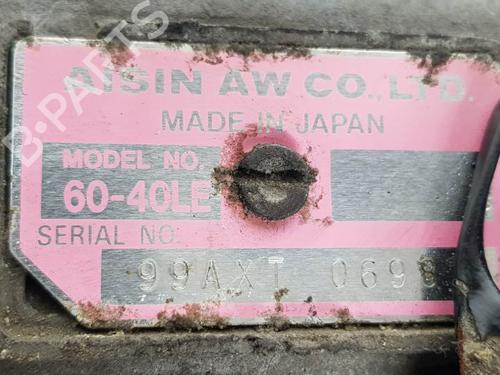 AISIN AW CO., LTD.
MADE IN JAPAN
MODEL NO.
60-40LE
SERIAL NO.
99AXT 069
B-PARTS